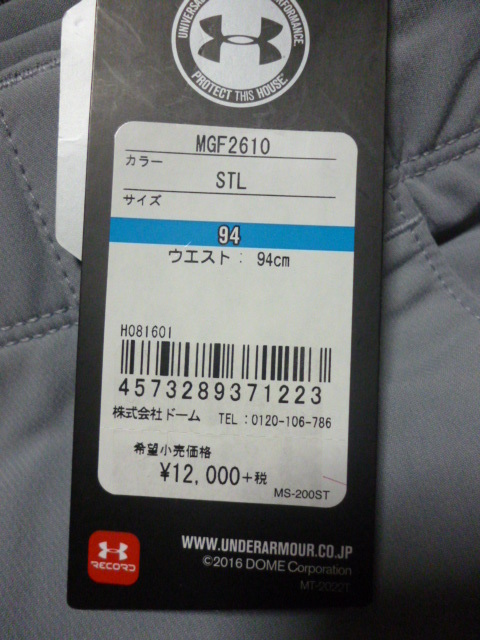 PERFORMANCE
PROTECT THIS HOUSE
MGF2610
カラー
STL
サイズ
94
ウエスト: 94cm
H081601
4573289371223
株式会社ドーム TEL:0120-106-786
希望小売価格
¥12,000+税
MS-200ST
RECORD
WWW.UNDERARMOUR.CO.JP
©2016 DOME Corporation